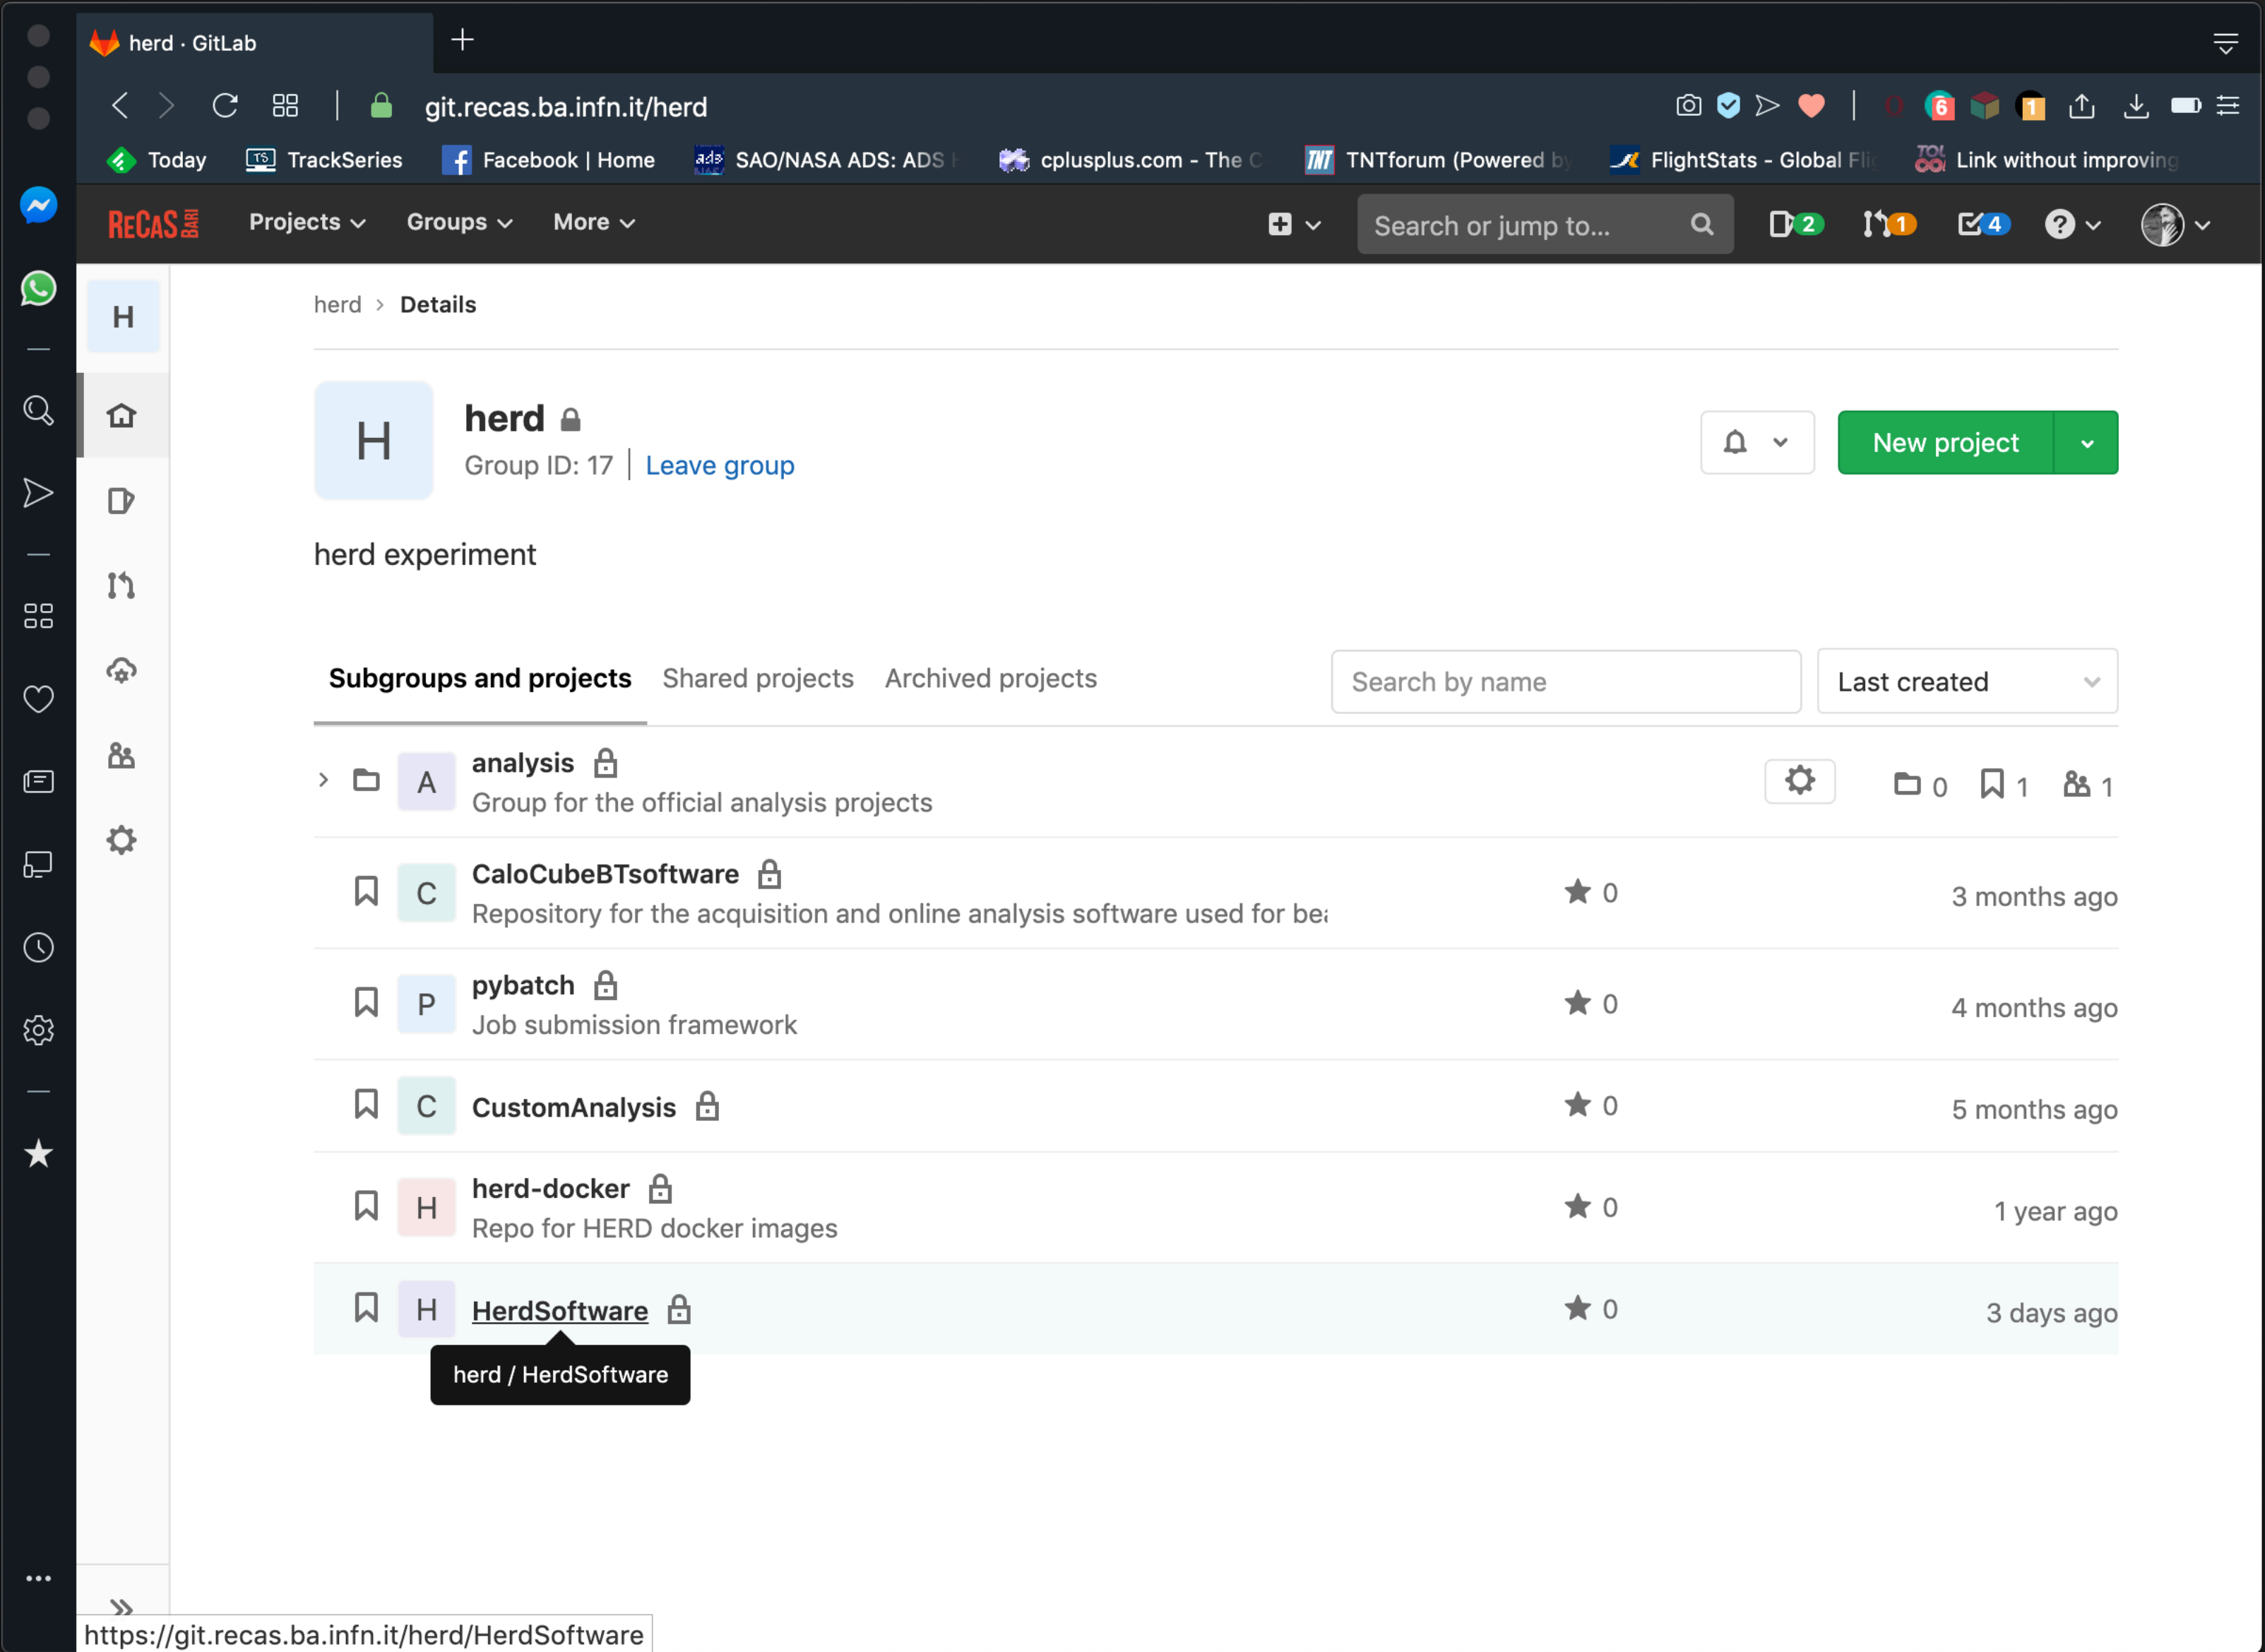 herd · GitLab
git.recas.ba.infn.it/herd
6
1
Today
TrackSeries
Facebook | Home
SAO/NASA ADS: ADS
cplusplus.com - The C
TNTforum (Powered by
FlightStats - Global Fli
Link without improving
ReCAS BARI
Projects
Groups
More
Search or jump to...
2
1
4
H
herd > Details
H
herd
Group ID: 17 | Leave group
New project
herd experiment
Subgroups and projects
Shared projects
Archived projects
Search by name
Last created
A
analysis
Group for the official analysis projects
0
1
1
C
CaloCubeBTsoftware
Repository for the acquisition and online analysis software used for bea
0
3 months ago
P
pybatch
Job submission framework
0
4 months ago
C
CustomAnalysis
0
5 months ago
H
herd-docker
Repo for HERD docker images
0
1 year ago
H
HerdSoftware
0
3 days ago
herd / HerdSoftware
https://git.recas.ba.infn.it/herd/HerdSoftware